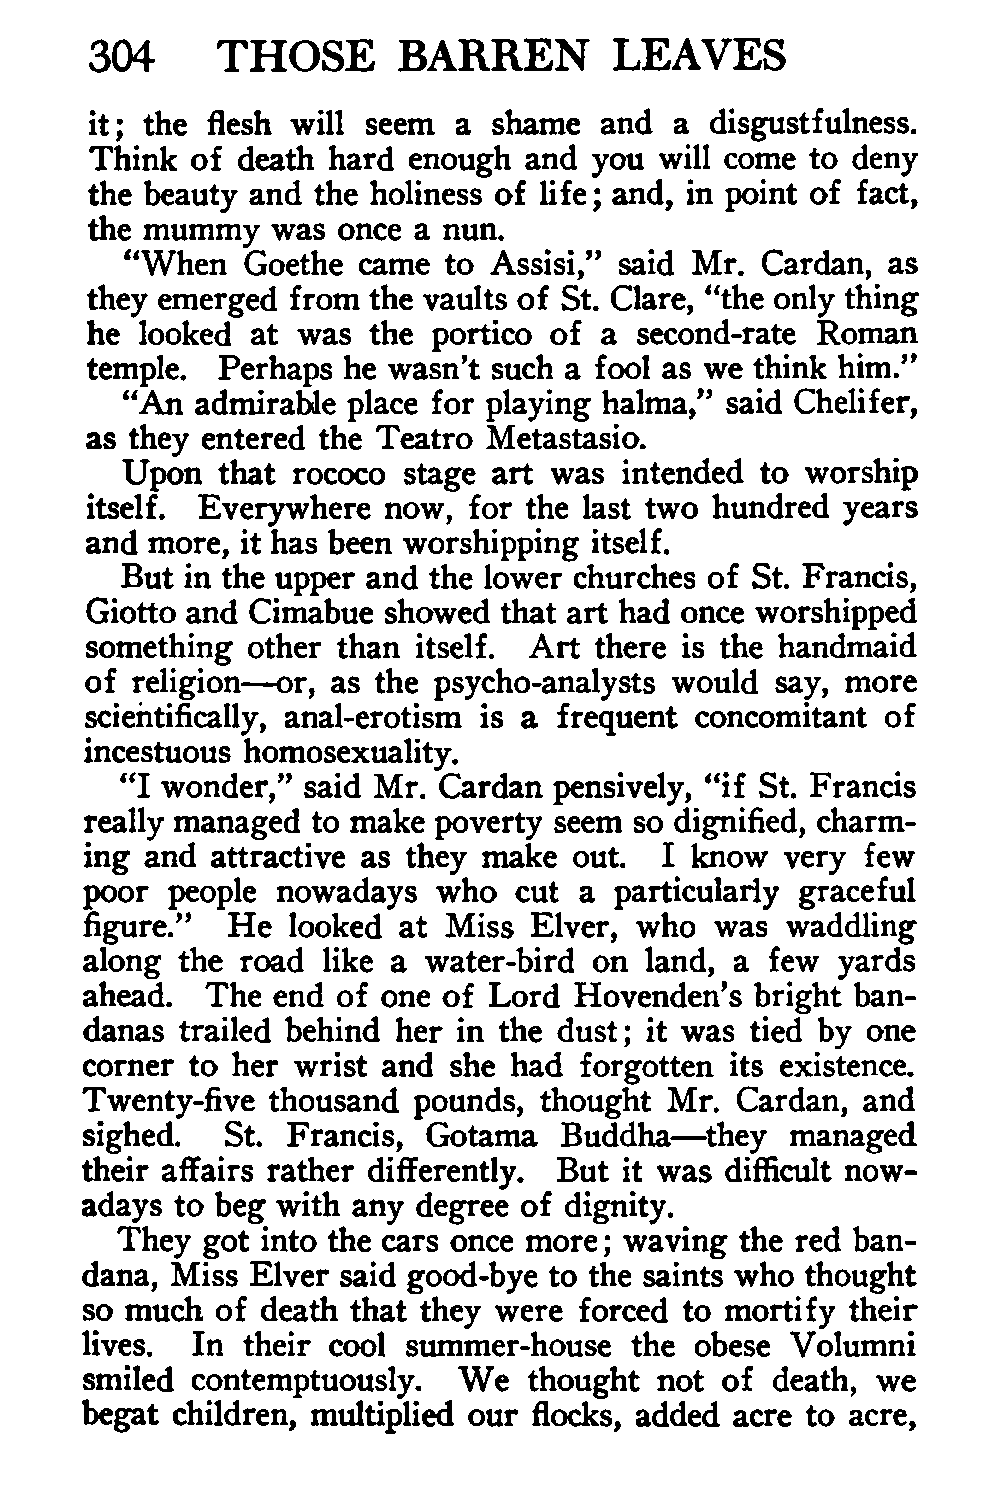 304 THOSE BARREN LEAVES
it; the flesh will seem a shame and a disgustfulness.
Think of death hard enough and you will come to deny
the beauty and the holiness of life; and, in point of fact,
the mummy was once a nun.
“When Goethe came to Assisi,” said Mr. Cardan, as
they emerged from the vaults of St. Clare, “the only thing
he looked at was the portico of a second-rate Roman
temple. Perhaps he wasn’t such a fool as we think him.”
“An admirable place for playing halma,” said Chelifer,
as they entered the Teatro Metastasio.
Upon that rococo stage art was intended to worship
itself. Everywhere now, for the last two hundred years
and more, it has been worshipping itself.
But in the upper and the lower churches of St. Francis,
Giotto and Cimabue showed that art had once worshipped
something other than itself. Art there is the handmaid
of religion—or, as the psycho-analysts would say, more
scientifically, anal-erotism is a frequent concomitant of
incestuous homosexuality.
“I wonder,” said Mr. Cardan pensively, “if St. Francis
really managed to make poverty seem so dignified, charm-
ing and attractive as they make out. I know very few
poor people nowadays who cut a particularly graceful
figure.” He looked at Miss Elver, who was waddling
along the road like a water-bird on land, a few yards
ahead. The end of one of Lord Hovenden’s bright ban-
danas trailed behind her in the dust; it was tied by one
corner to her wrist and she had forgotten its existence.
Twenty-five thousand pounds, thought Mr. Cardan, and
sighed. St. Francis, Gotama Buddha—they managed
their affairs rather differently. But it was difficult now-
adays to beg with any degree of dignity.
They got into the cars once more; waving the red ban-
dana, Miss Elver said good-bye to the saints who thought
so much of death that they were forced to mortify their
lives. In their cool summer-house the obese Volumni
smiled contemptuously. We thought not of death, we
begat children, multiplied our flocks, added acre to acre,